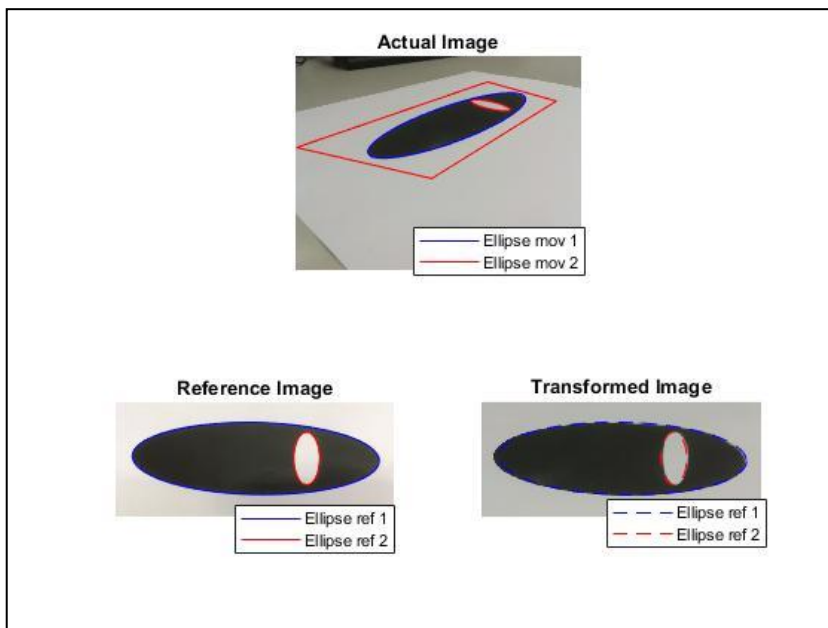 Actual Image
Ellipse mov 1
Ellipse mov 2
Reference Image
Ellipse ref 1
Ellipse ref 2
Transformed Image
Ellipse ref 1
Ellipse ref 2